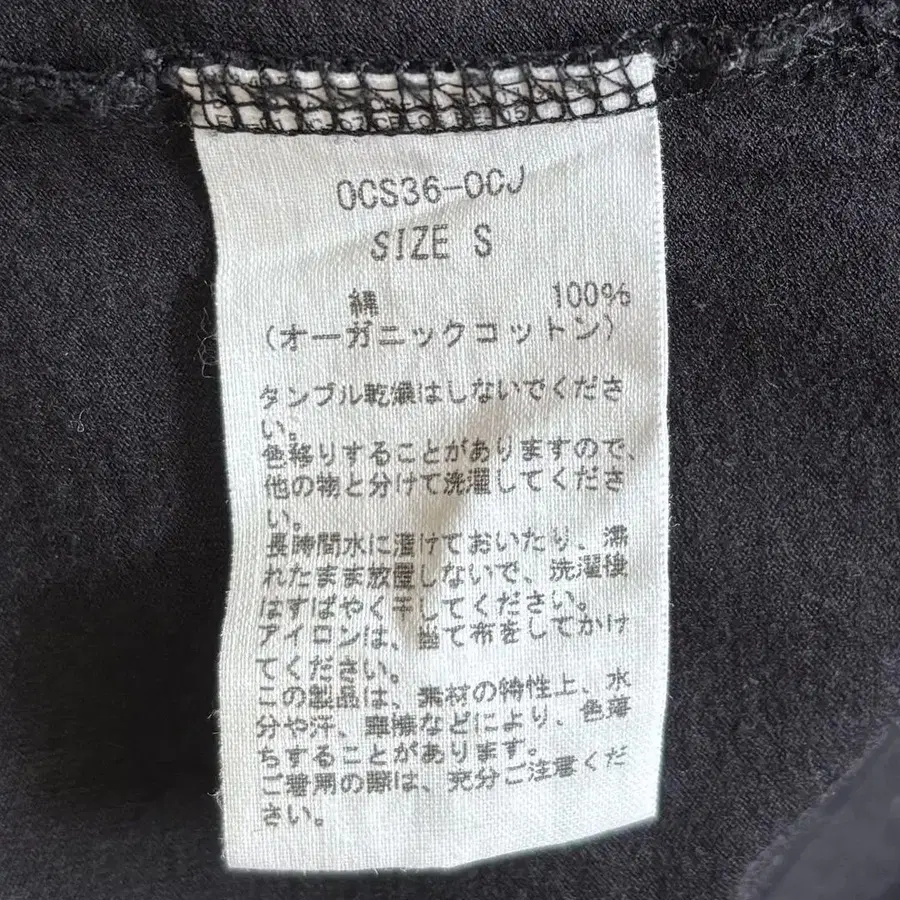 OCS36-OCJ
SIZE S
綿 100%
(オーガニックコットン)
タンブル乾燥はしないでくださ
い。
色移りすることがありますので、
他の物と分けて洗濯してくださ
い。
長時間水に漬けておいたり、濡
れたまま放置しないで、洗濯後
はすばやく干してください。
アイロンは、当て布をしてかけ
てください。
この製品は、素材の特性上、水
分や汗、摩擦などにより、色落
ちすることがあります。
ご着用の際は、充分ご注意くだ
さい。